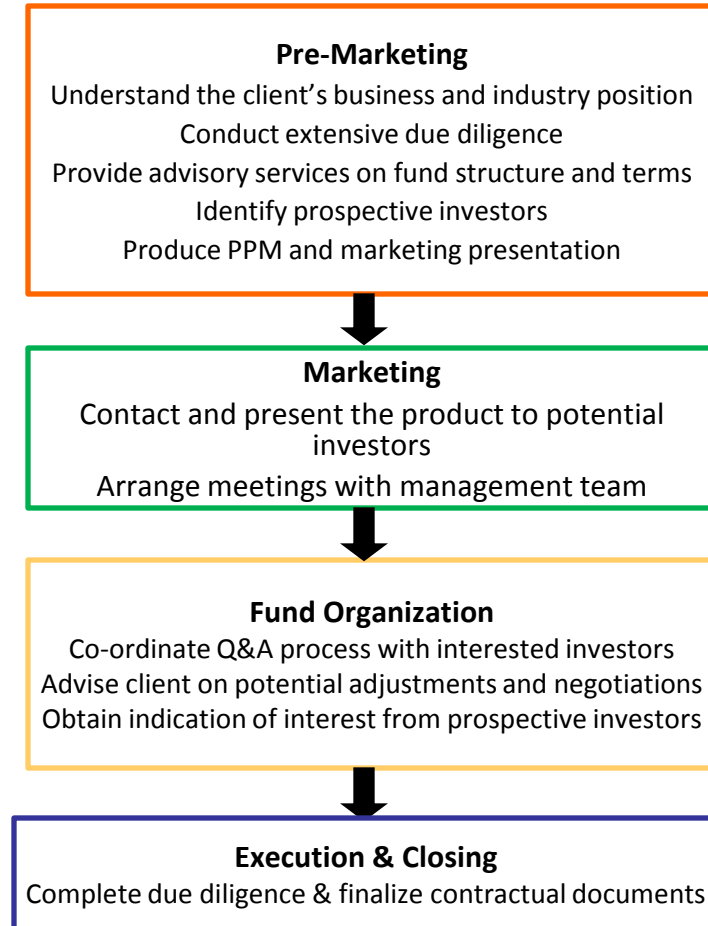 Pre-Marketing
Understand the client’s business and industry position
Conduct extensive due diligence
Provide advisory services on fund structure and terms
Identify prospective investors
Produce PPM and marketing presentation
Marketing
Contact and present the product to potential
investors
Arrange meetings with management team
Fund Organization
Co-ordinate Q&A process with interested investors
Advise client on potential adjustments and negotiations
Obtain indication of interest from prospective investors
Execution & Closing
Complete due diligence & finalize contractual documents